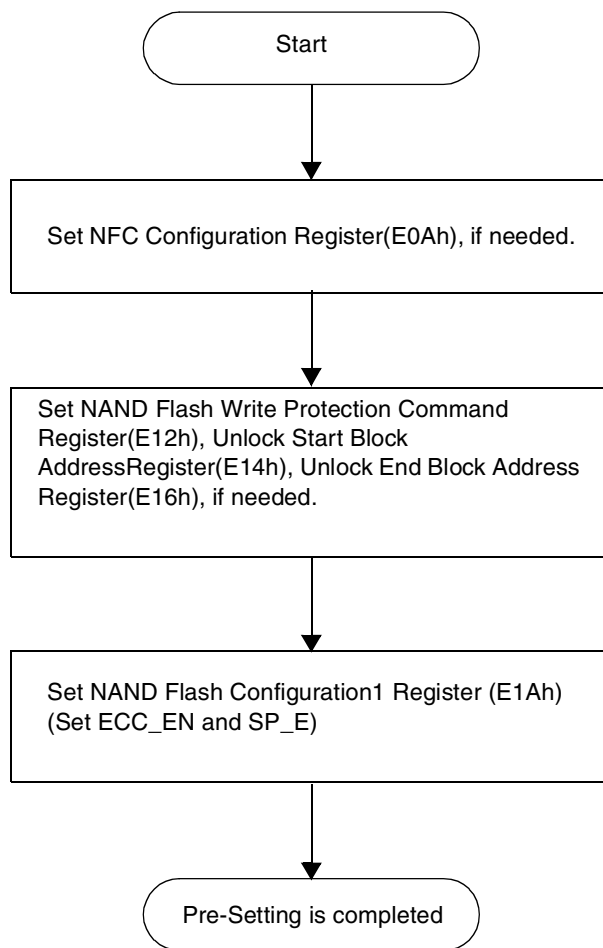 Start
Set NFC Configuration Register(E0Ah), if needed.
Set NAND Flash Write Protection Command
Register(E12h), Unlock Start Block
AddressRegister(E14h), Unlock End Block Address
Register(E16h), if needed.
Set NAND Flash Configuration1 Register (E1Ah)
(Set ECC_EN and SP_E)
Pre-Setting is completed